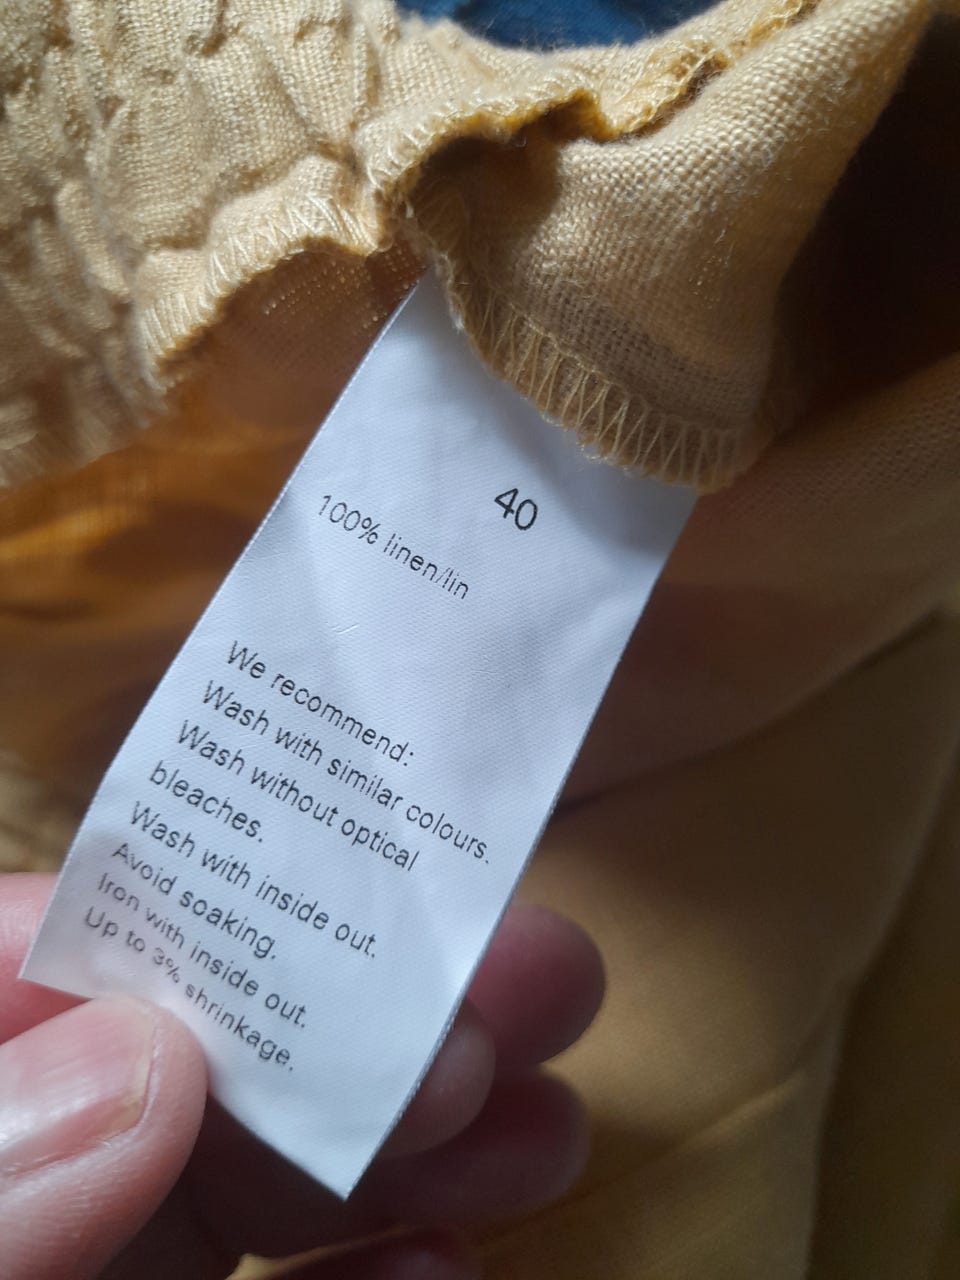 40
100% linen/lin
We recommend:
Wash with similar colours.
Wash without optical
bleaches.
Wash with inside out.
Avoid soaking.
Iron with inside out.
Up to 3% shrinkage.